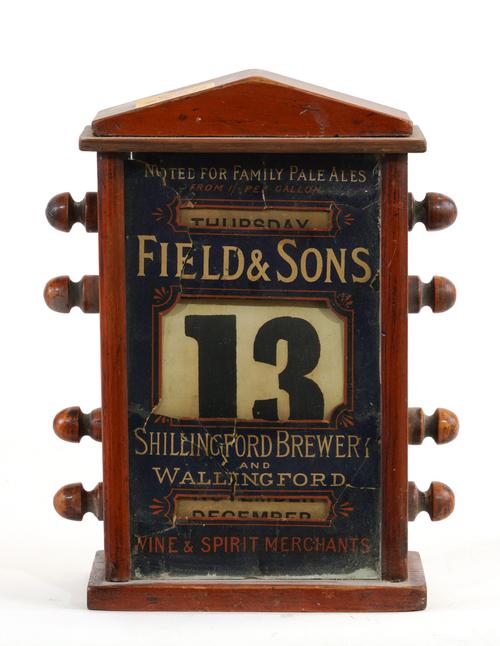 NOTED FOR FAMILY PALE ALES
FROM 1/- PER GALLON
THURSDAY
FIELD & SONS
13
SHILLINGFORD BREWERY
AND
WALLINGFORD
DECEMBER
WINE & SPIRIT MERCHANTS